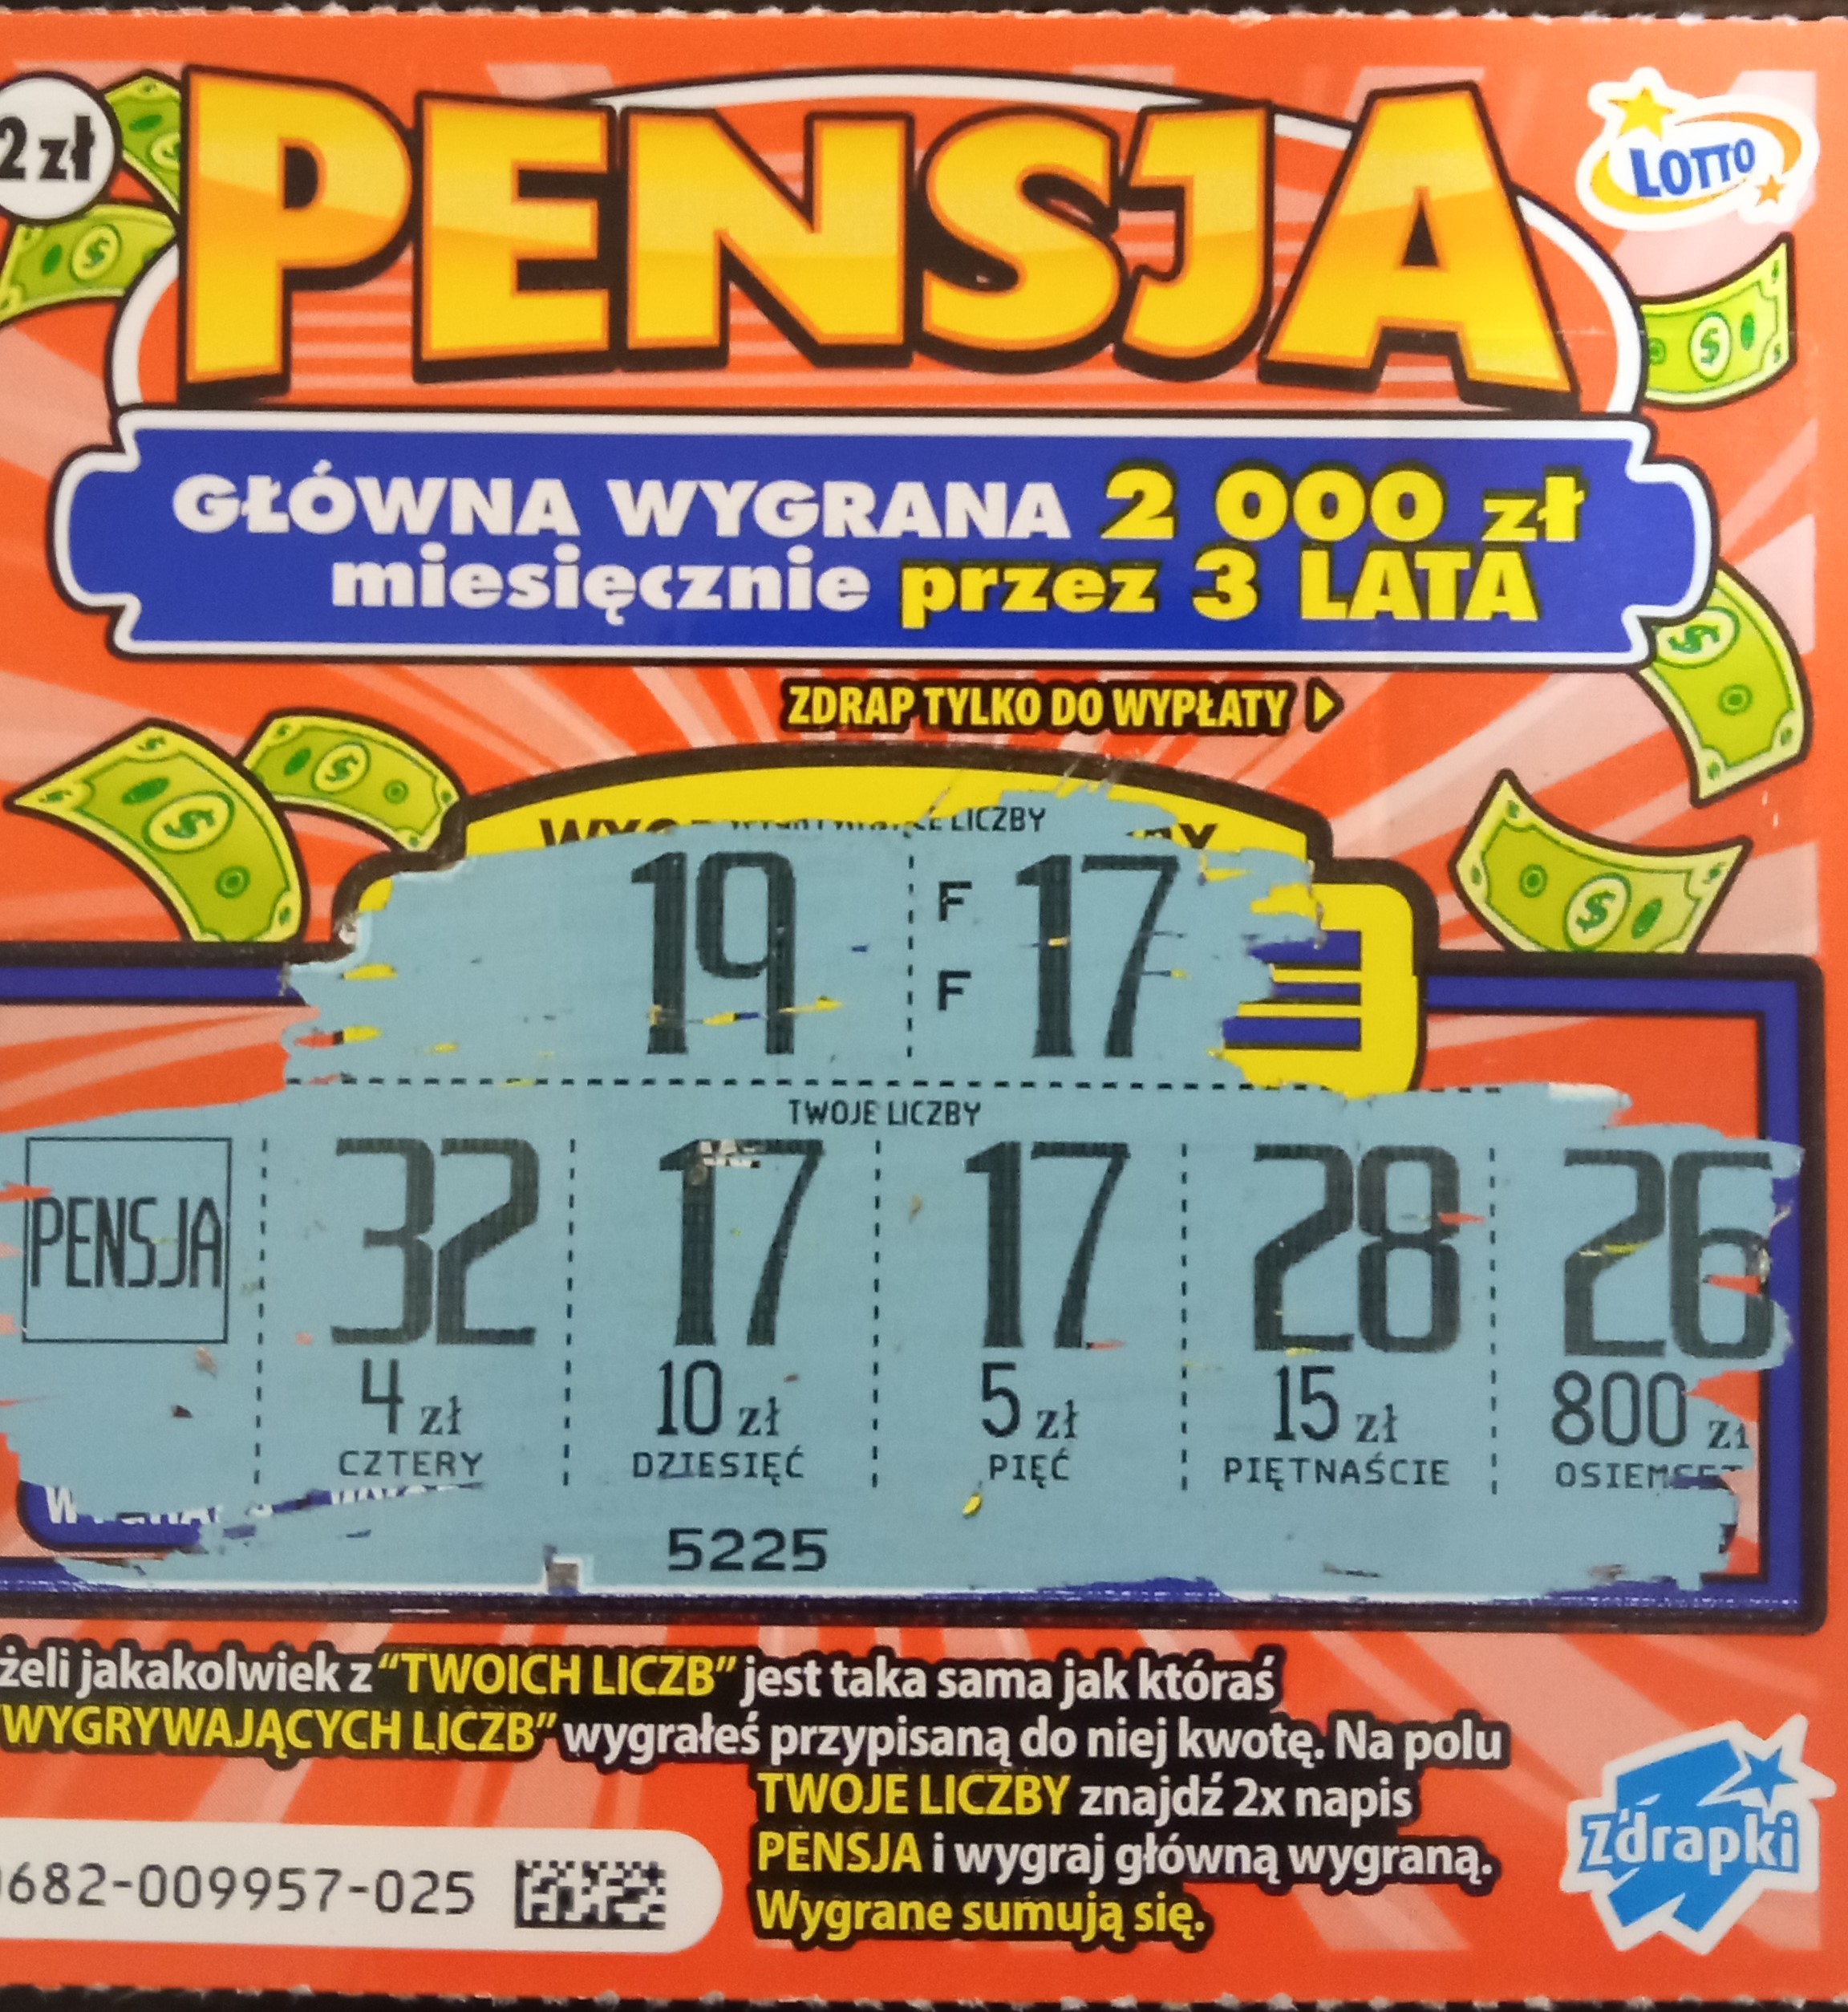 2 zł
PENSJA
LOTTO
GŁÓWNA WYGRANA 2 000 zł
miesięcznie przez 3 LATA
ZDRAP TYLKO DO WYPŁATY
LICZBY
19 F 17
F
TWOJE LICZBY
PENSJA 32 17 17 28 26
4 zł 10 zł 5 zł 15 zł 800 zł
CZTERY DZIESIĘĆ PIĘĆ PIĘTNAŚCIE
5225
żeli jakakolwiek z "TWOICH LICZB" jest taka sama jak któraś
"WYGRYWAJĄCYCH LICZB" wygrałeś przypisaną do niej kwotę. Na polu
TWOJE LICZBY znajdź 2x napis
PENSJA i wygraj główną wygraną.
Wygrane sumują się.
682-009957-025
Zdrapki